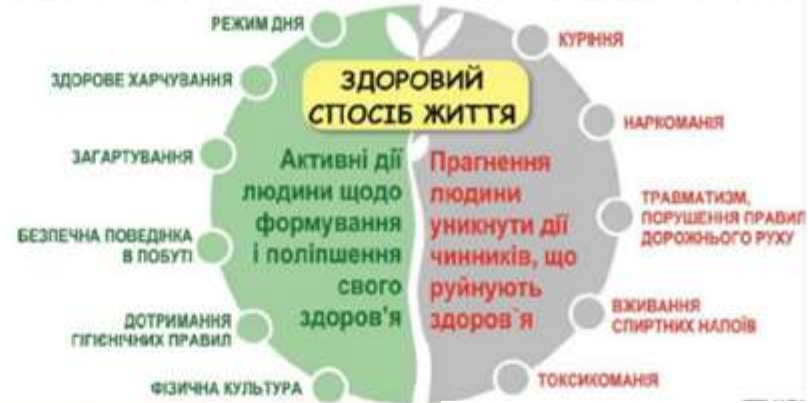 РЕЖИМ ДНЯ
ЗДОРОВЕ ХАРЧУВАННЯ
ЗАГАРТУВАННЯ
БЕЗПЕЧНА ПОВЕДІНКА
В ПОБУТІ
ДОТРИМАННЯ
ГІГІЄНІЧНИХ ПРАВИЛ
ФІЗИЧНА КУЛЬТУРА
ЗДОРОВИЙ
СПОСІБ ЖИТТЯ
Активні дії
людини щодо
формування
і поліпшення
свого
здоров'я
Прагнення
людини
уникнути дії
чинників, що
руйнують
здоров`я
КУРІННЯ
НАРКОМАНІЯ
ТРАВМАТИЗМ,
ПОРУШЕННЯ ПРАВИЛ
ДОРОЖНЬОГО РУХУ
ВЖИВАННЯ
СПИРТНИХ НАПОЇВ
ТОКСИКОМАНІЯ